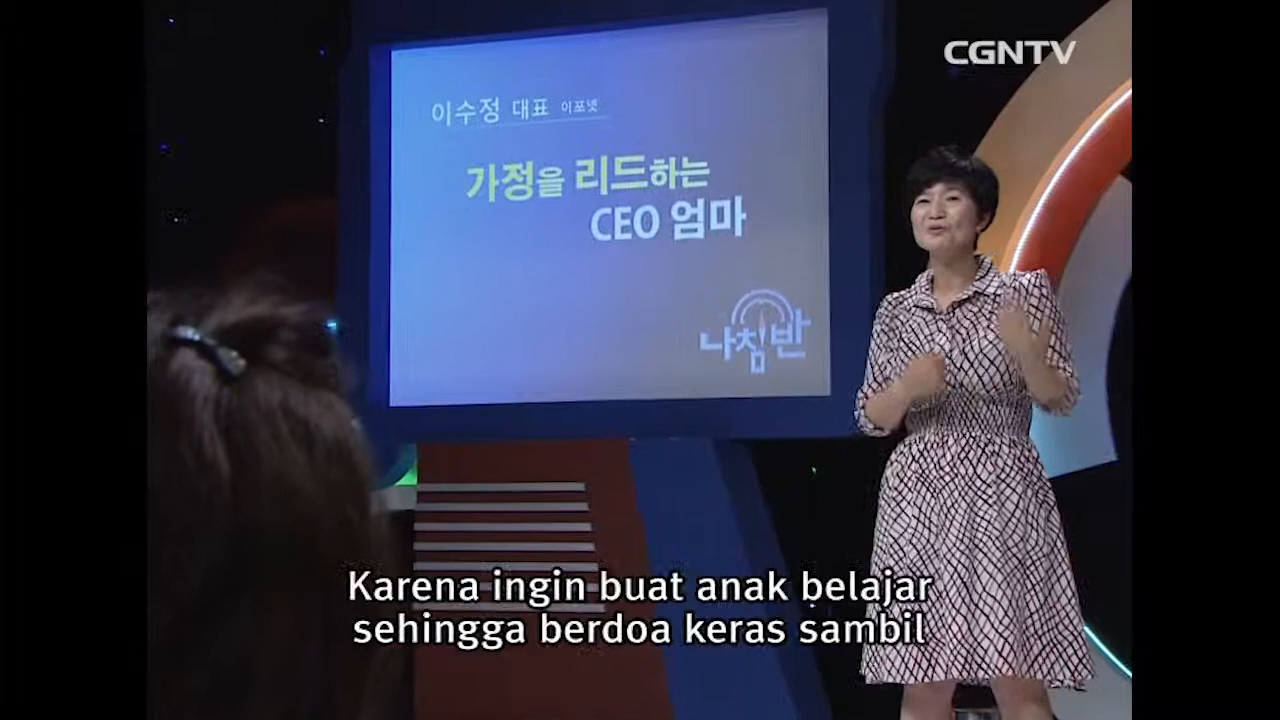 CGNTV
이수정 대표 이포넷
가정을 리드하는
CEO 엄마
나침반
Karena ingin buat anak belajar
sehingga berdoa keras sambil